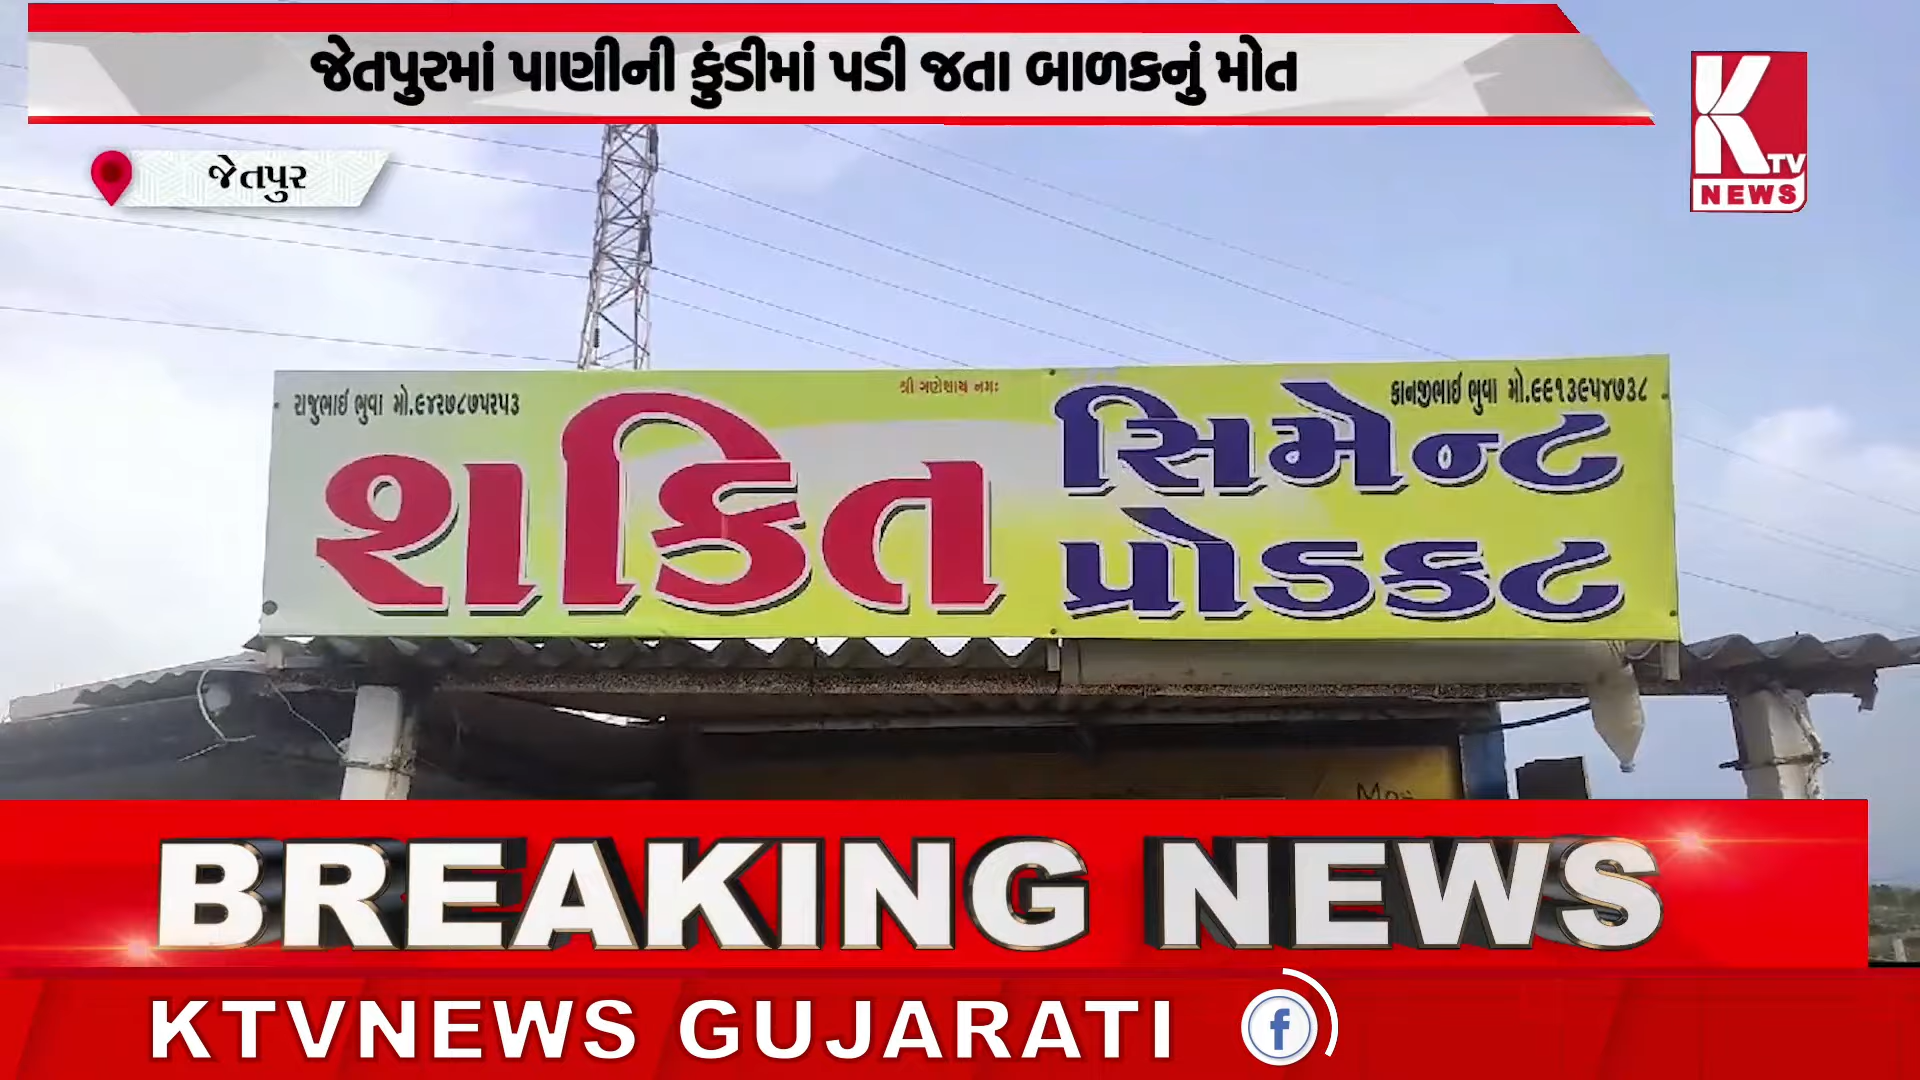 જેતપુરમાં પાણીની કુંડીમાં પડી જતા બાળકનું મોત
K TV NEWS
જેતપુર
રાજુભાઈ ભુવા મો.૯૪૨૭૮૭૫૨૫૩
શ્રી ગણેશાય નમઃ
કાનજીભાઈ ભુવા મો.૯૯૧૩૯૫૪૭૩૮
શકિત
સિમેન્ટ
પ્રોડકટ
BREAKING NEWS
KTVNEWS GUJARATI